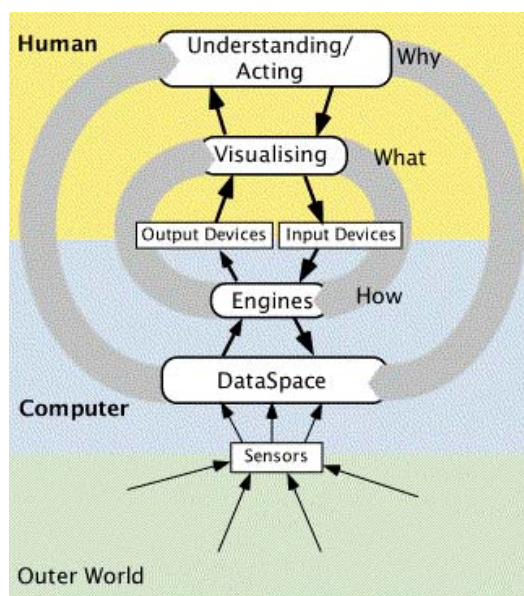 Human
Understanding/
Acting
Why
Visualising
What
Output Devices
Input Devices
Engines
How
DataSpace
Computer
Sensors
Outer World